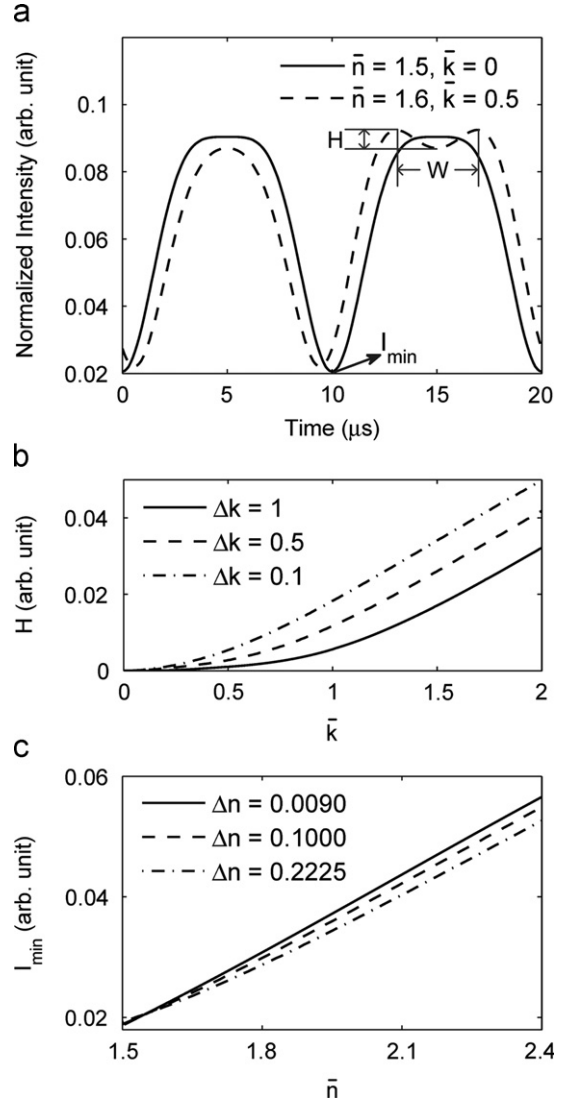 a
Normalized Intensity (arb. unit)
0.1
0.08
0.06
0.04
0.02
n̄ = 1.5, k̄ = 0
n̄ = 1.6, k̄ = 0.5
H
W
I_min
0 5 10 15 20
Time (μs)
b
H (arb. unit)
0.04
0.02
0
Δk = 1
Δk = 0.5
Δk = 0.1
0 0.5 1 1.5 2
k̄
c
I_min (arb. unit)
0.06
0.04
0.02
Δn = 0.0090
Δn = 0.1000
Δn = 0.2225
1.5 1.8 2.1 2.4
n̄